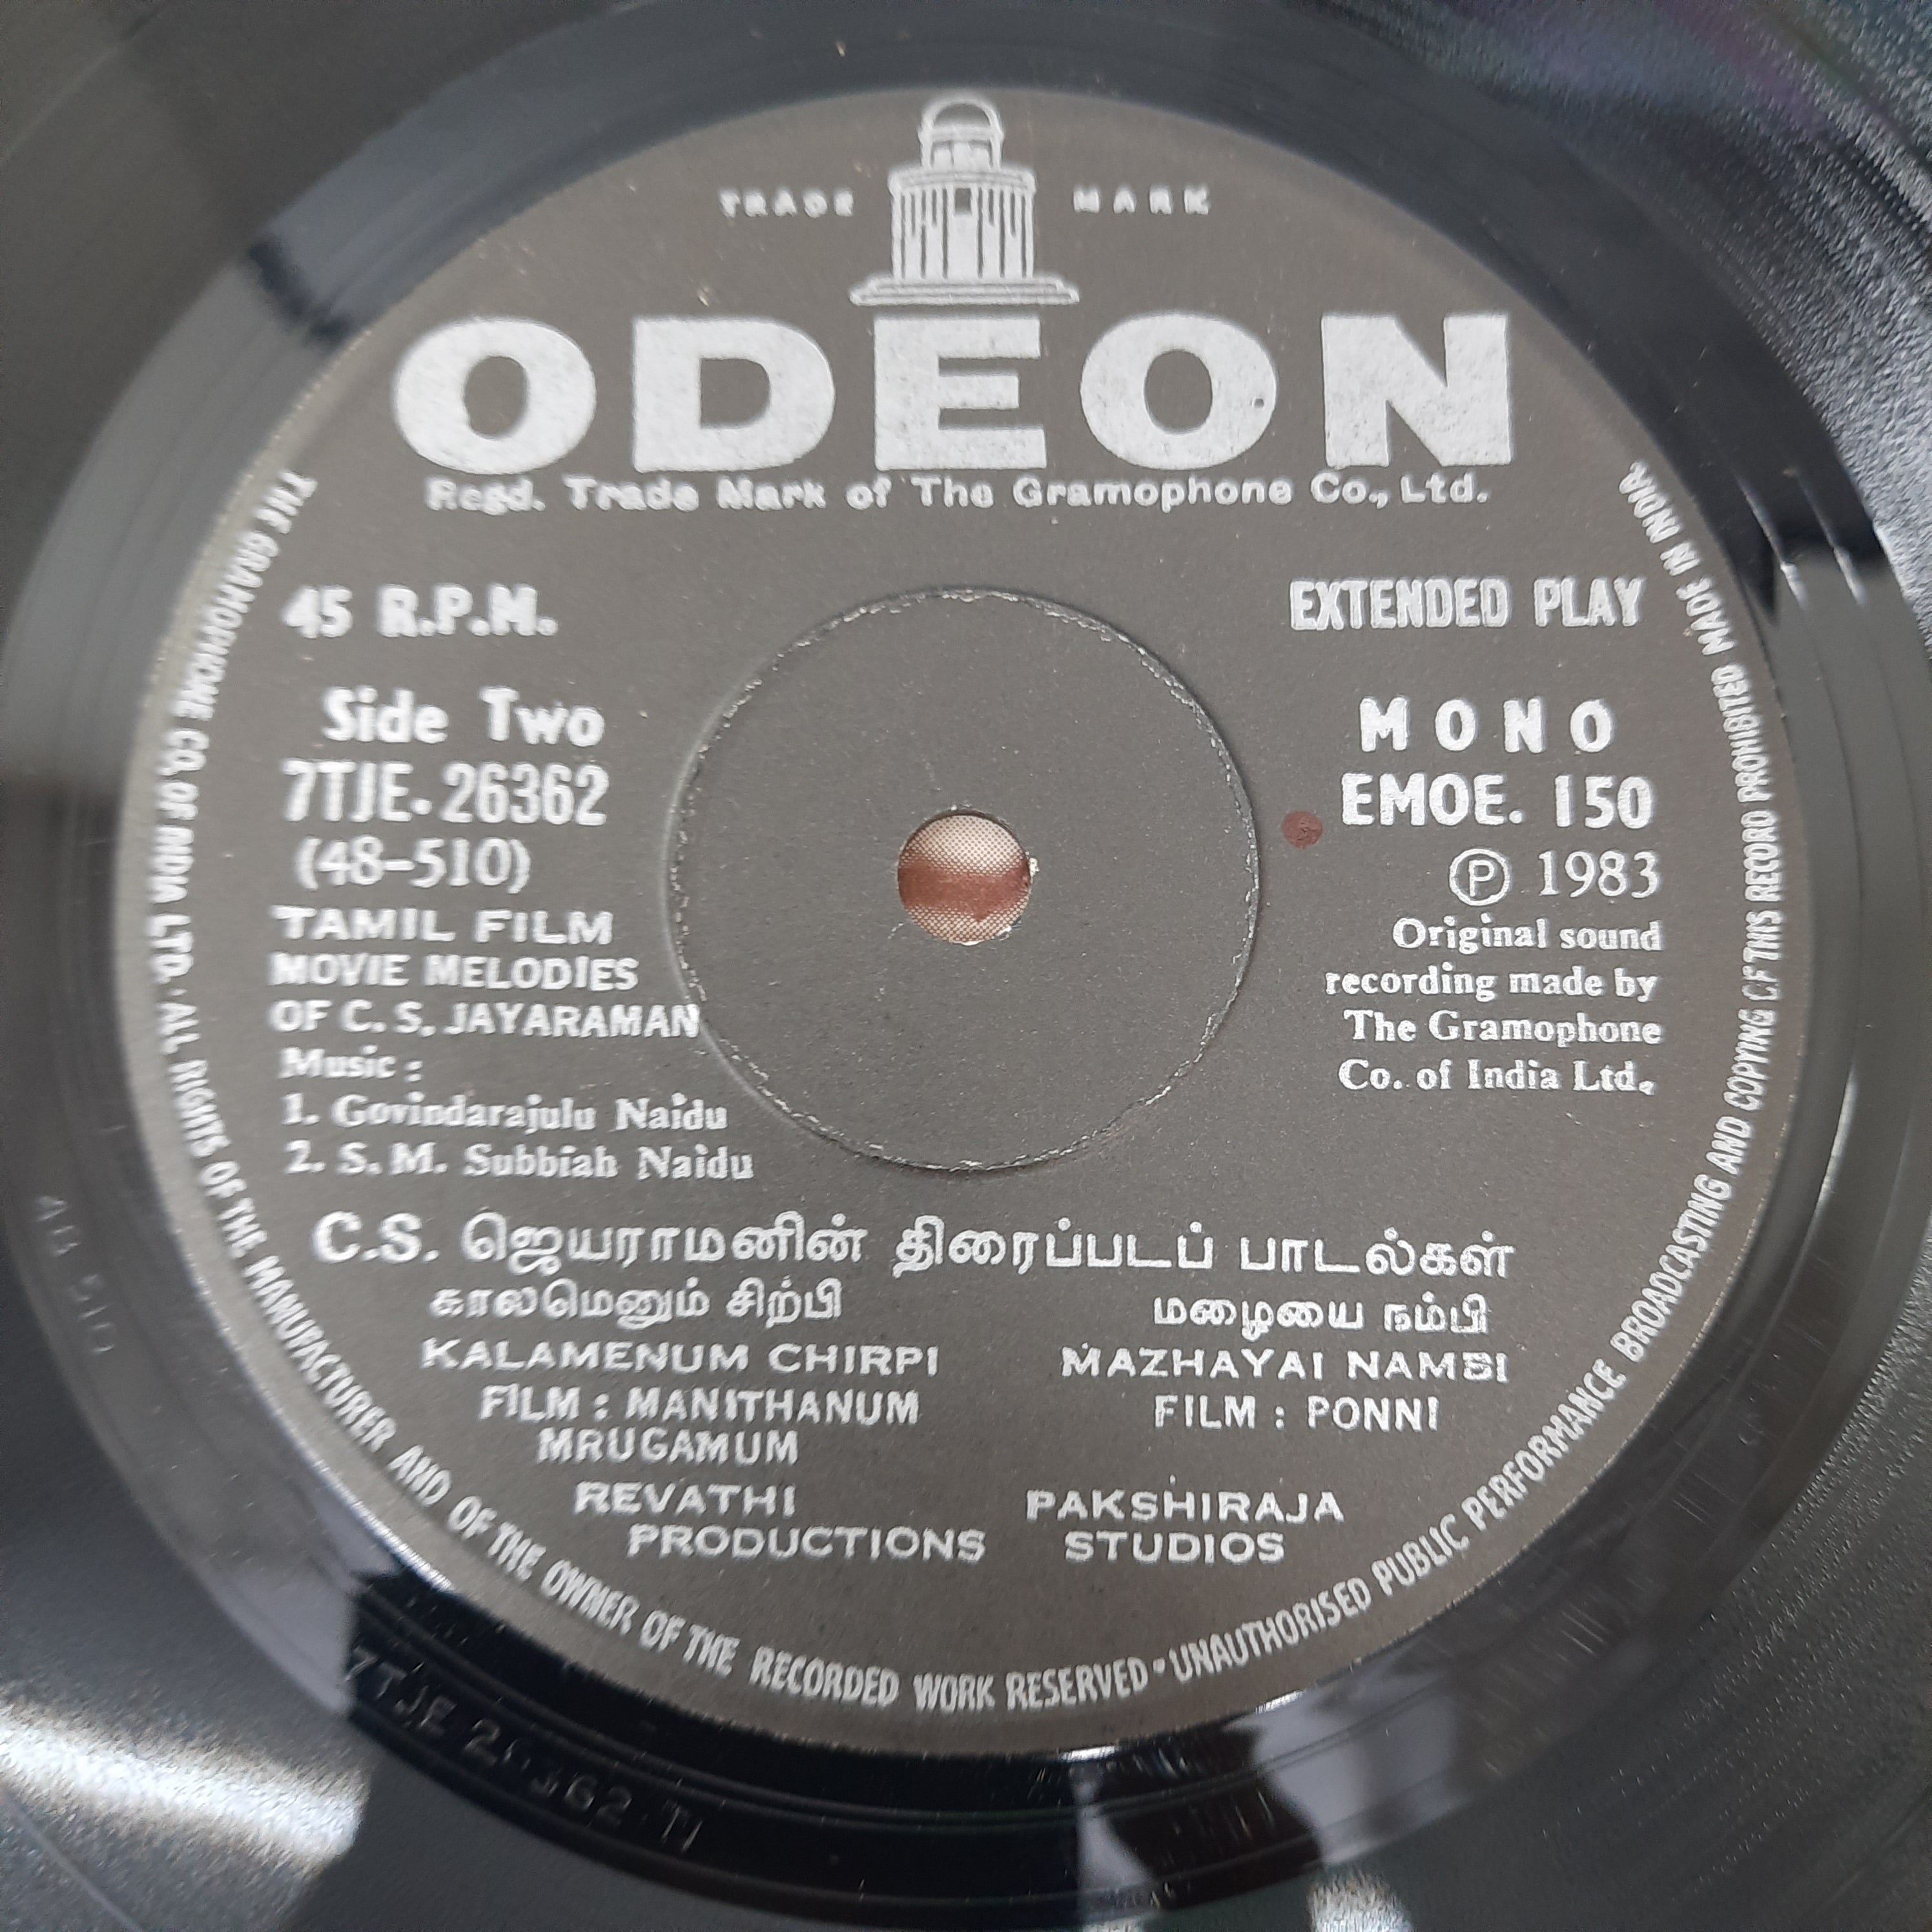 TRADE MARK
ODEON
Regd. Trade Mark of The Gramophone Co., Ltd.
45 R.P.M.
EXTENDED PLAY
Side Two
7TJE. 26362
(48-510)
TAMIL FILM
MOVIE MELODIES
OF C. S. JAYARAMAN
Music :
1. Govindarajulu Naidu
2. S. M. Subbiah Naidu
MONO
EMOE. 150
Ⓟ 1983
Original sound
recording made by
The Gramophone
Co. of India Ltd.
C.S. ஜெயராமனின் திரைப்படப் பாடல்கள்
காலமெனும் சிற்பி
KALAMENUM CHIRPI
FILM : MANITHANUM
MRUGAMUM
REVATHI
PRODUCTIONS
மழையை நம்பி
MAZHAYAI NAMBI
FILM : PONNI
PAKSHIRAJA
STUDIOS
THE GRAMOPHONE CO. OF INDIA LTD. · ALL RIGHTS OF THE MANUFACTURER AND OF THE OWNER OF THE RECORDED WORK RESERVED • UNAUTHORISED PUBLIC PERFORMANCE BROADCASTING AND COPYING OF THIS RECORD PROHIBITED MADE IN INDIA.
48 510
7TJE 26362 T1